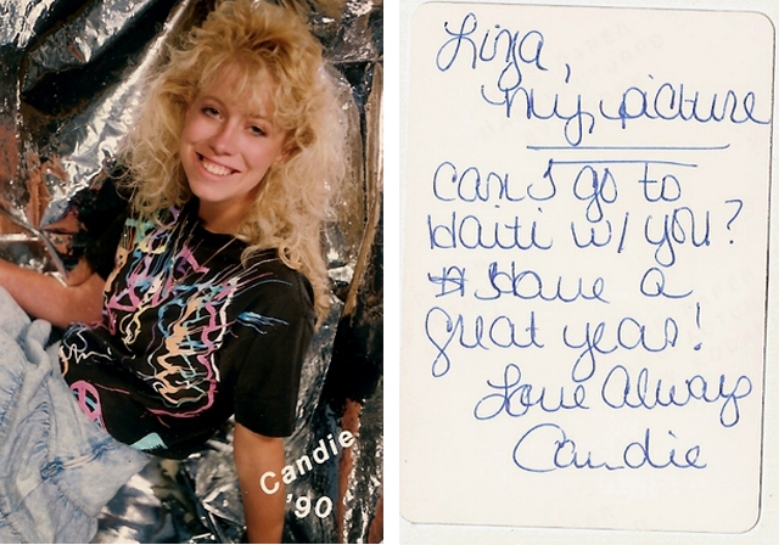 Candie
'90
Liza,
my, picture
can I go to
Haiti w/ you?
Have a
great year!
Love Always
Candie